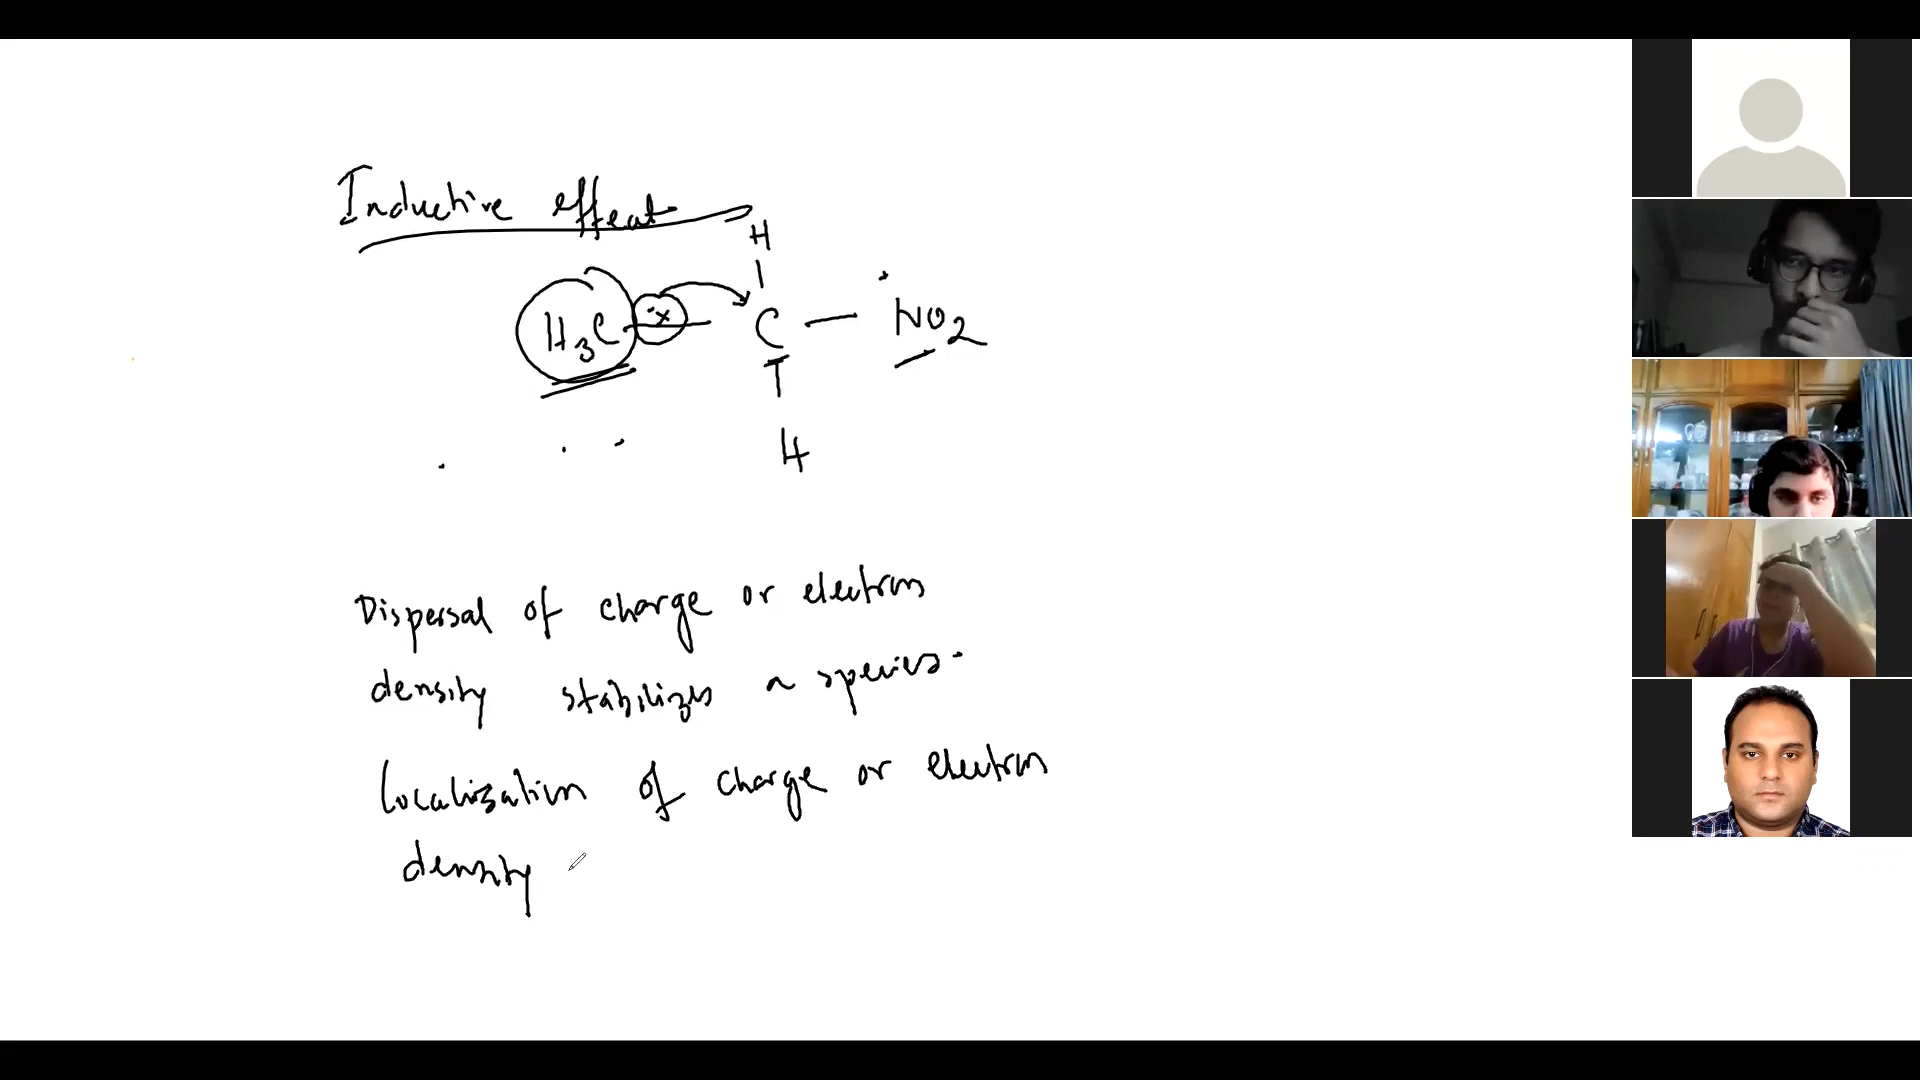 Inductive effect
H
H3C ·x C — NO2
H
Dispersal of charge or electron
density stabilizes a species.
Localization of charge or electron
density